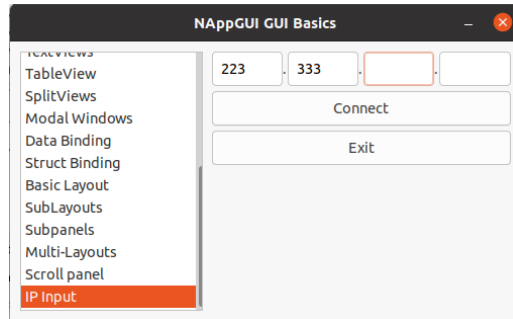 NAppGUI GUI Basics
TextViews
TableView
SplitViews
Modal Windows
Data Binding
Struct Binding
Basic Layout
SubLayouts
Subpanels
Multi-Layouts
Scroll panel
IP Input
223 . 333 . .
Connect
Exit